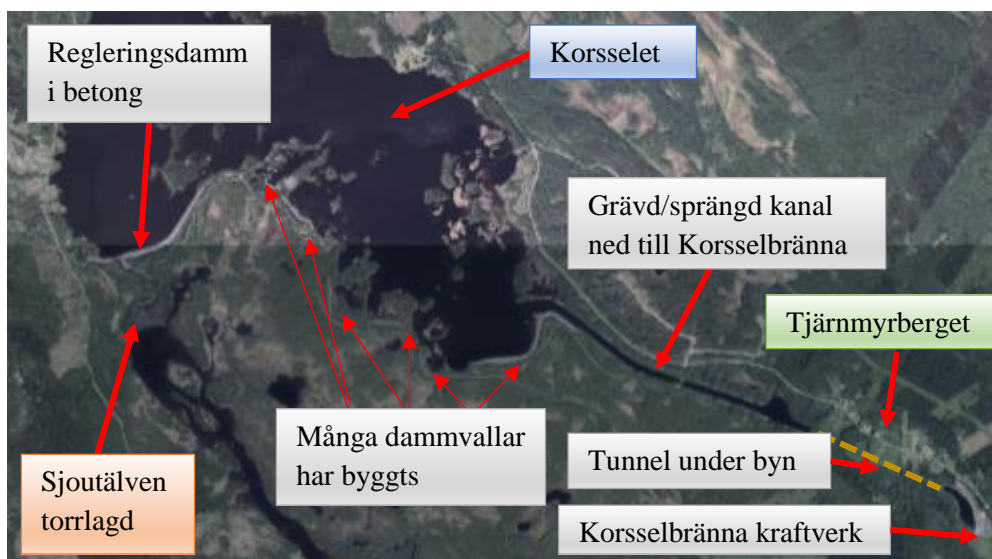 Regleringsdamm
i betong
Korsselet
Grävd/sprängd kanal
ned till Korsselbränna
Tjärnmyrberget
Många dammvallar
har byggts
Tunnel under byn
Sjoutälven
torrlagd
Korsselbränna kraftverk